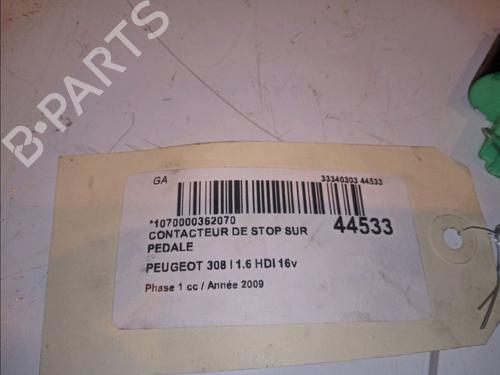 B-PARTS
GA
33340303 44533
*1070000362070
CONTACTEUR DE STOP SUR
PEDALE
44533
PEUGEOT 308 I 1.6 HDI 16v
Phase 1 cc / Année 2009